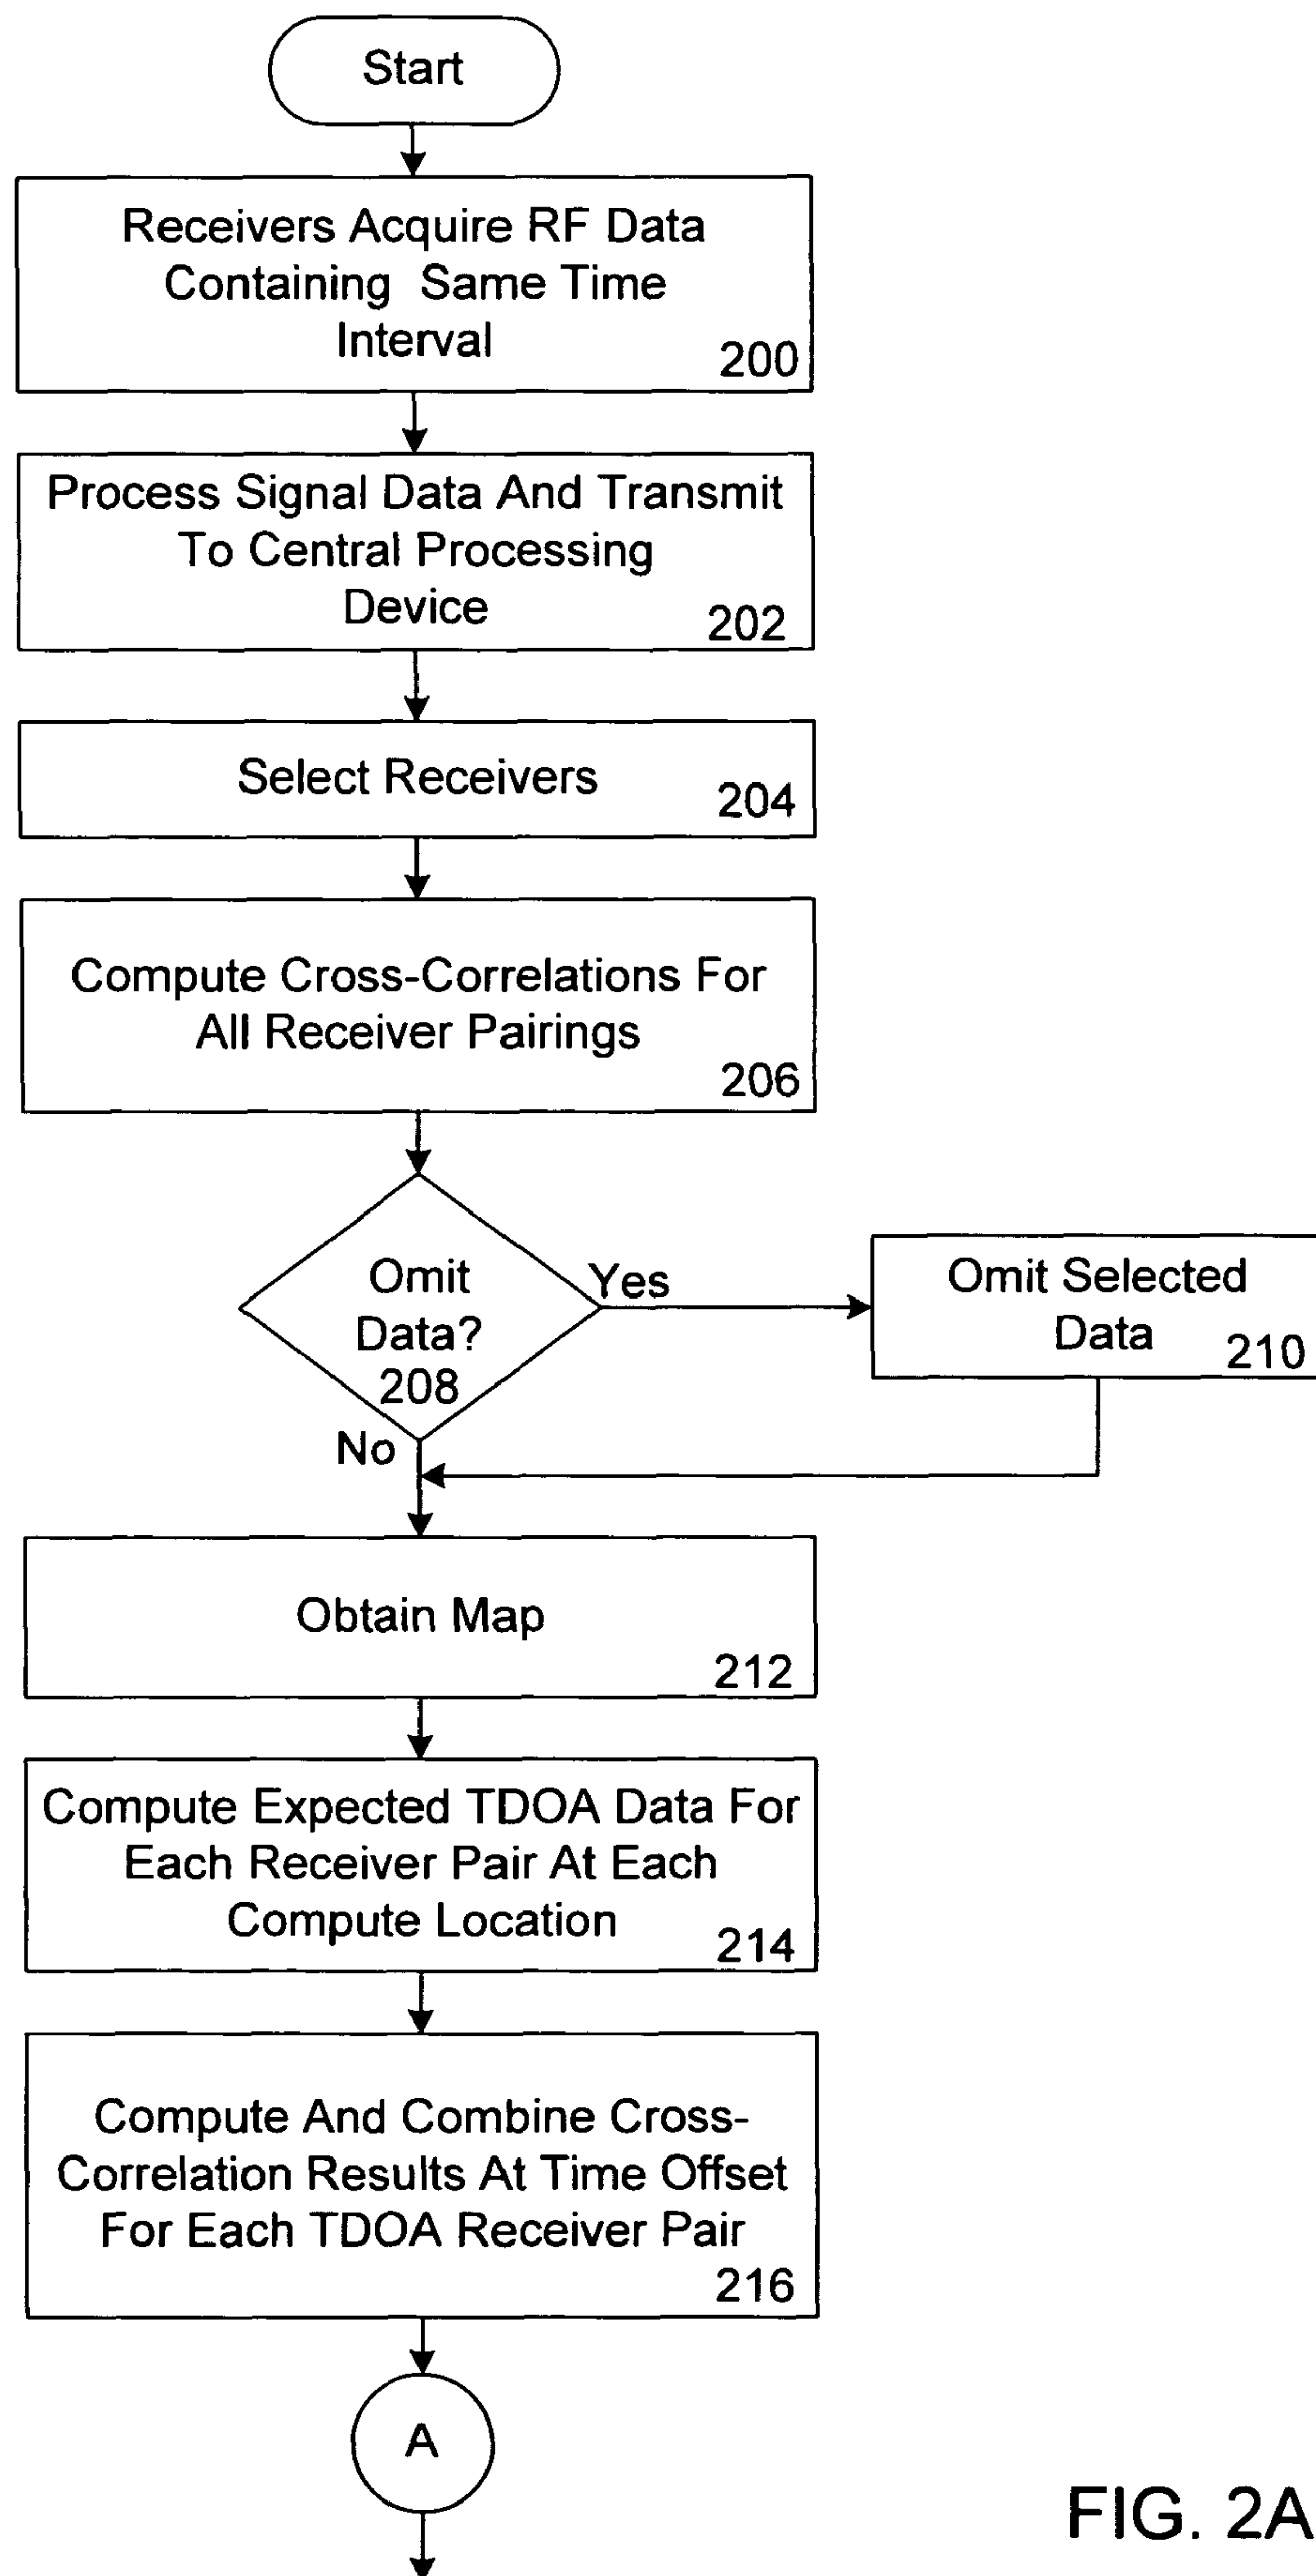 Start
Receivers Acquire RF Data
Containing Same Time
Interval
200
Process Signal Data And Transmit
To Central Processing
Device
202
Select Receivers
204
Compute Cross-Correlations For
All Receiver Pairings
206
Omit
Data?
208
Yes
Omit Selected
Data
210
No
Obtain Map
212
Compute Expected TDOA Data For
Each Receiver Pair At Each
Compute Location
214
Compute And Combine Cross-
Correlation Results At Time Offset
For Each TDOA Receiver Pair
216
A
FIG. 2A